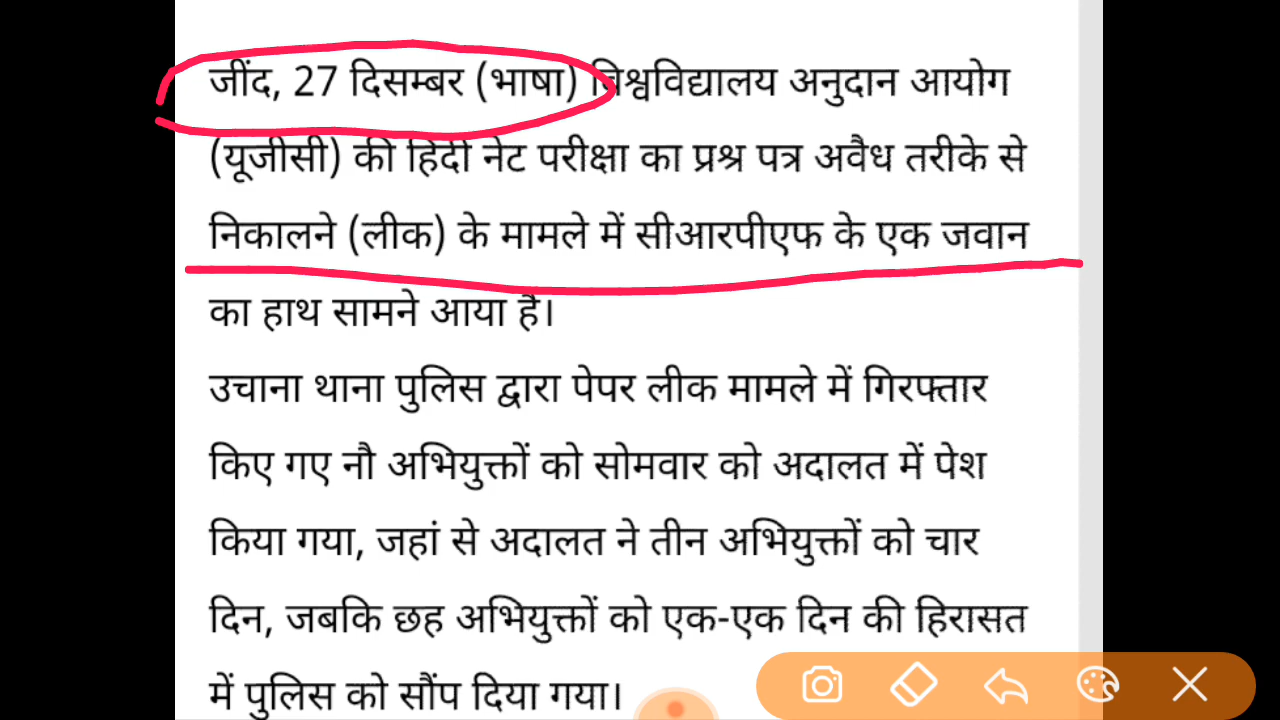 जींद, 27 दिसम्बर (भाषा) विश्वविद्यालय अनुदान आयोग
(यूजीसी) की हिंदी नेट परीक्षा का प्रश्न पत्र अवैध तरीके से
निकालने (लीक) के मामले में सीआरपीएफ के एक जवान
का हाथ सामने आया है।
उचाना थाना पुलिस द्वारा पेपर लीक मामले में गिरफ्तार
किए गए नौ अभियुक्तों को सोमवार को अदालत में पेश
किया गया, जहां से अदालत ने तीन अभियुक्तों को चार
दिन, जबकि छह अभियुक्तों को एक-एक दिन की हिरासत
में पुलिस को सौंप दिया गया।